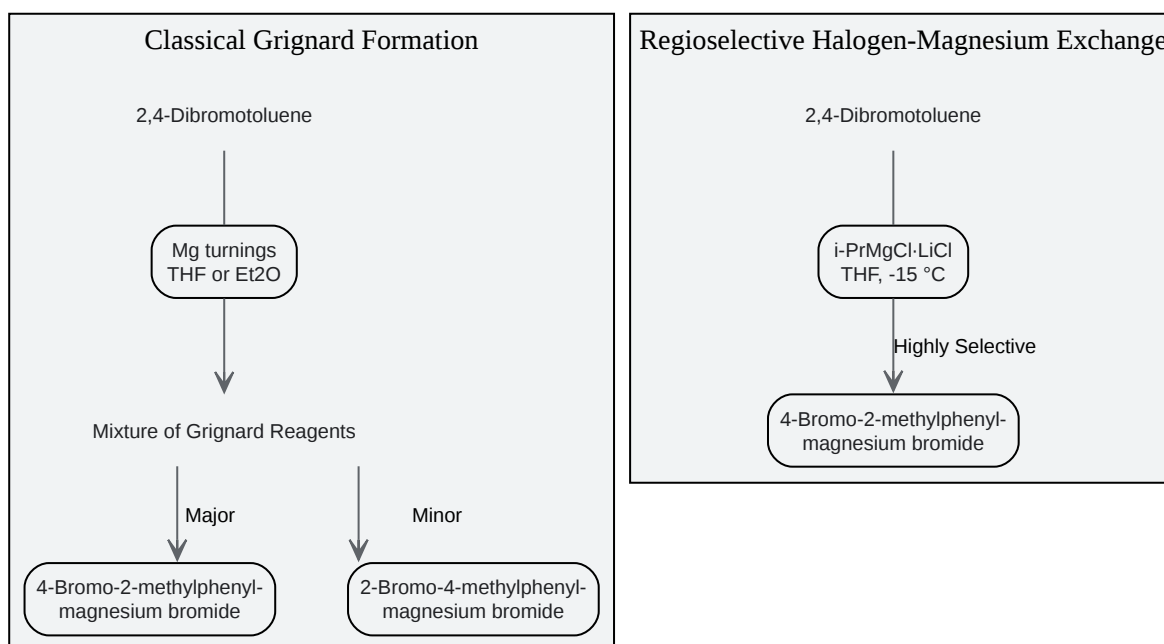 Classical Grignard Formation
2,4-Dibromotoluene
Mg turnings
THF or Et2O
Mixture of Grignard Reagents
Major
Minor
4-Bromo-2-methylphenyl-
magnesium bromide
2-Bromo-4-methylphenyl-
magnesium bromide
Regioselective Halogen-Magnesium Exchange
2,4-Dibromotoluene
i-PrMgCl·LiCl
THF, -15 °C
Highly Selective
4-Bromo-2-methylphenyl-
magnesium bromide